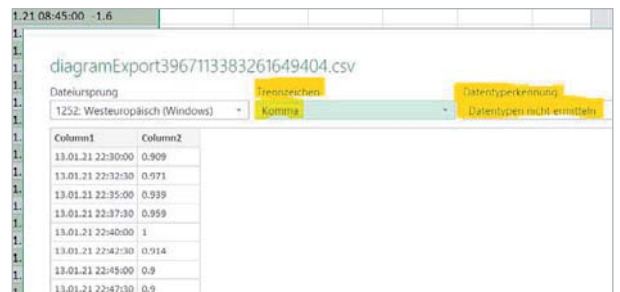 1.21 08:45:00 -1.6
diagramExport3967113383261649404.csv
Dateiursprung Trennzeichen Datentyperkennung
1252: Westeuropäisch (Windows) Komma Datentypen nicht ermitteln
Column1 Column2
13.01.21 22:30:00 0.909
13.01.21 22:32:30 0.971
13.01.21 22:35:00 0.939
13.01.21 22:37:30 0.959
13.01.21 22:40:00 1
13.01.21 22:42:30 0.914
13.01.21 22:45:00 0.9
13.01.21 22:47:30 0.9